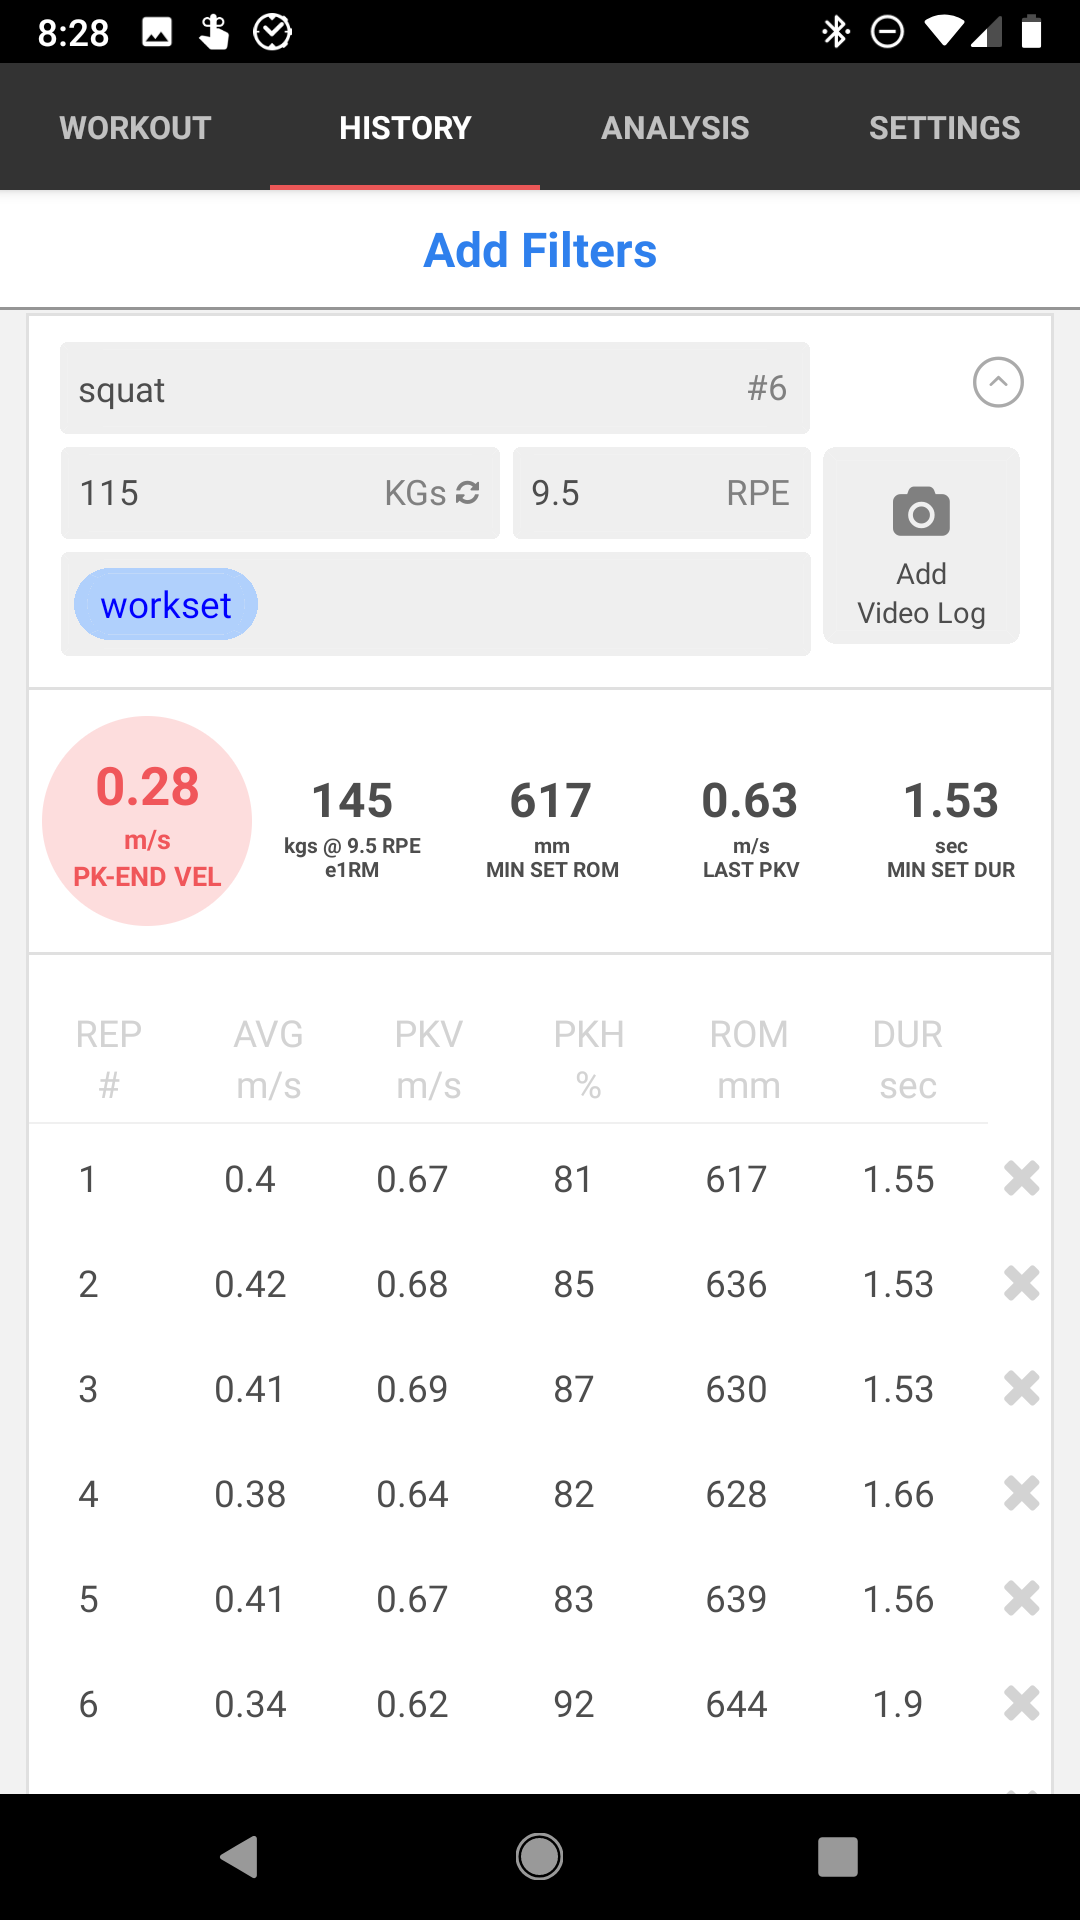 8:28
WORKOUT HISTORY ANALYSIS SETTINGS
Add Filters
squat #6
115 KGs 9.5 RPE
Add
Video Log
workset
0.28
m/s
PK-END VEL
145
kgs @ 9.5 RPE
e1RM
617
mm
MIN SET ROM
0.63
m/s
LAST PKV
1.53
sec
MIN SET DUR
REP AVG PKV PKH ROM DUR
# m/s m/s % mm sec
1 0.4 0.67 81 617 1.55
2 0.42 0.68 85 636 1.53
3 0.41 0.69 87 630 1.53
4 0.38 0.64 82 628 1.66
5 0.41 0.67 83 639 1.56
6 0.34 0.62 92 644 1.9